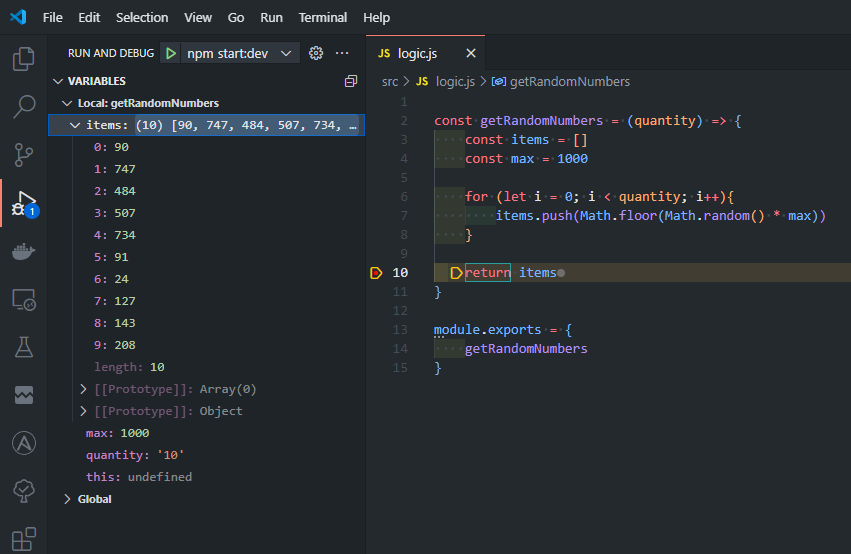 File Edit Selection View Go Run Terminal Help
RUN AND DEBUG npm start:dev ···
JS logic.js ×
src > JS logic.js > getRandomNumbers
VARIABLES
Local: getRandomNumbers
items: (10) [90, 747, 484, 507, 734, …
0: 90
1: 747
2: 484
3: 507
4: 734
5: 91
6: 24
7: 127
8: 143
9: 208
length: 10
[[Prototype]]: Array(0)
[[Prototype]]: Object
max: 1000
quantity: '10'
this: undefined
Global
1
1
2 const getRandomNumbers = (quantity) => {
3 ····const items = []
4 ····const max = 1000
5
6 ····for (let i = 0; i < quantity; i++){
7 ········items.push(Math.floor(Math.random() * max))
8 ····}
9
10 return items
11 }
12
13 module.exports = {
14 ····getRandomNumbers
15 }